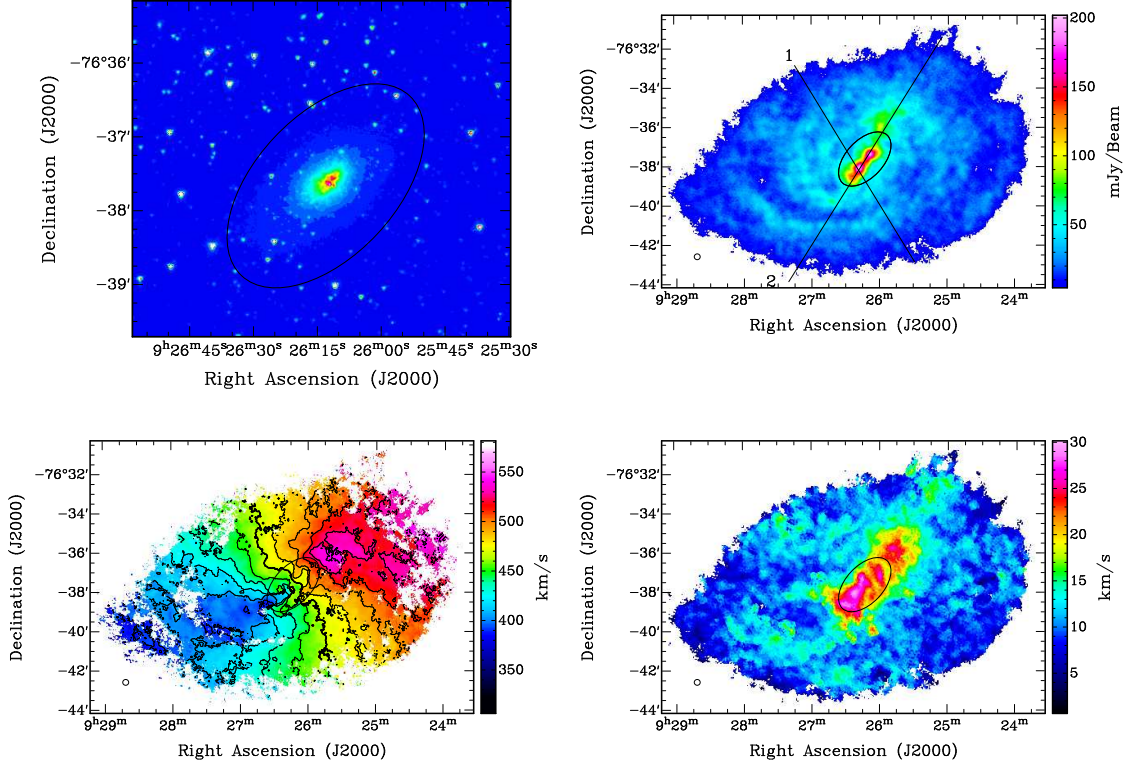 −76°36′
−37′
−38′
−39′
Declination (J2000)
9ʰ26ᵐ45ˢ 26ᵐ30ˢ 26ᵐ15ˢ 26ᵐ00ˢ 25ᵐ45ˢ 25ᵐ30ˢ
Right Ascension (J2000)
−76°32′
−34′
−36′
−38′
−40′
−42′
−44′
Declination (J2000)
1
2
9ʰ29ᵐ 28ᵐ 27ᵐ 26ᵐ 25ᵐ 24ᵐ
Right Ascension (J2000)
200
150
100
50
mJy/Beam
−76°32′
−34′
−36′
−38′
−40′
−42′
−44′
Declination (J2000)
9ʰ29ᵐ 28ᵐ 27ᵐ 26ᵐ 25ᵐ 24ᵐ
Right Ascension (J2000)
550
500
450
400
350
km/s
−76°32′
−34′
−36′
−38′
−40′
−42′
−44′
Declination (J2000)
9ʰ29ᵐ 28ᵐ 27ᵐ 26ᵐ 25ᵐ 24ᵐ
Right Ascension (J2000)
30
25
20
15
10
5
km/s